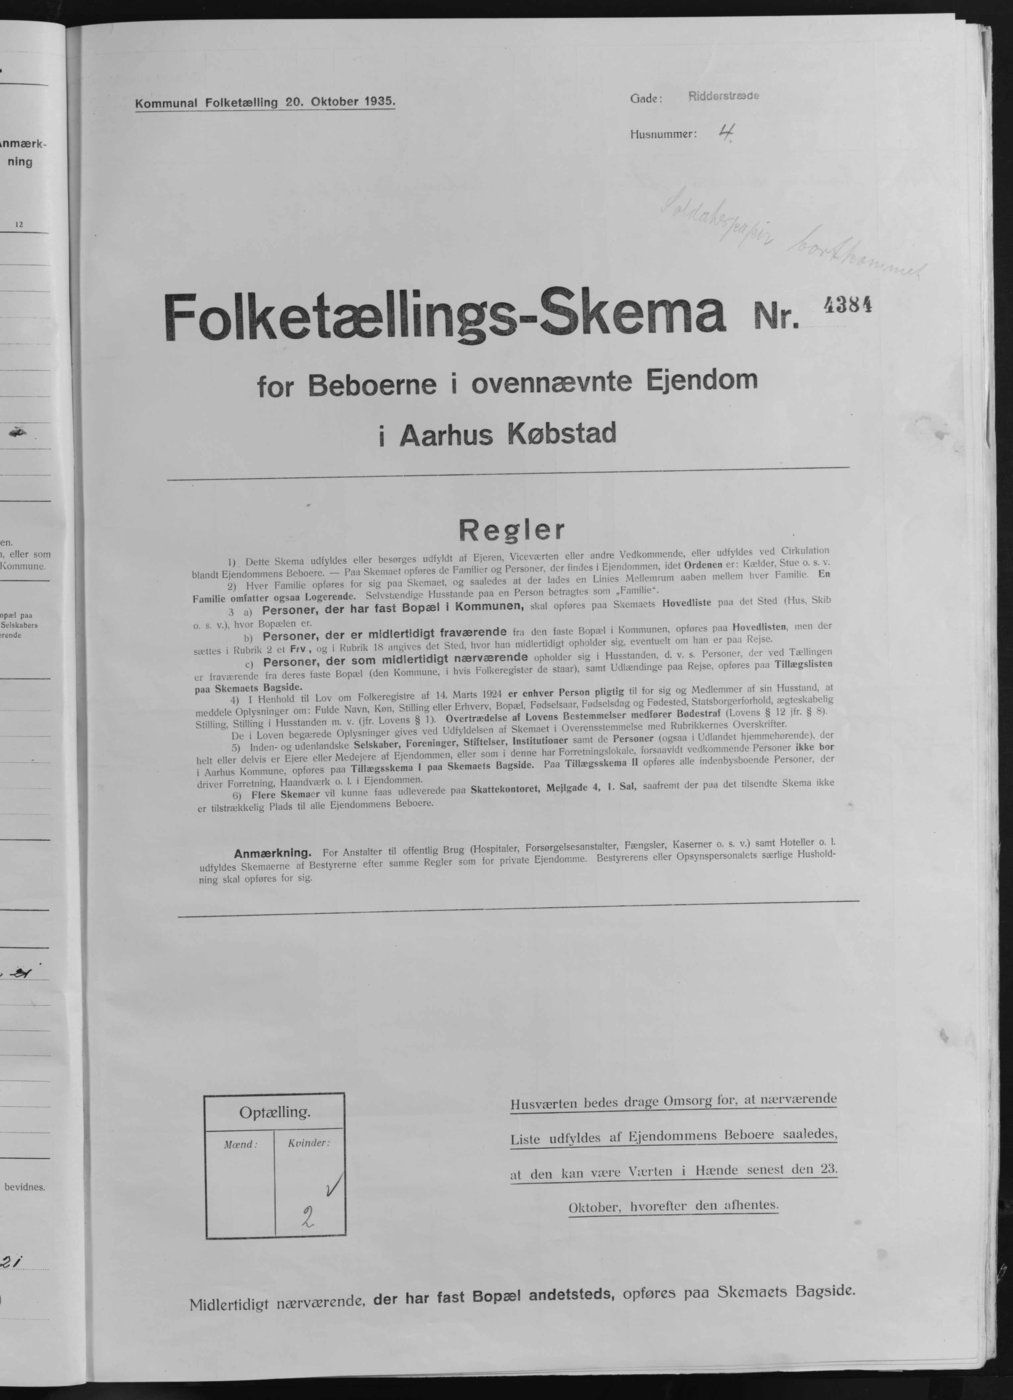 Anmærk-
ning
12
en.
n, eller som
Kommune.
opæl paa
Selskabers
erende
bevidnes.
21
Kommunal Folketælling 20. Oktober 1935.
Gade: Ridderstræde
Husnummer: 4
bortkommet
Folketællings-Skema Nr. 4384
for Beboerne i ovennævnte Ejendom
i Aarhus Købstad
Regler
1) Dette Skema udfyldes eller besørges udfyldt af Ejeren, Viceværten eller andre Vedkommende, eller udfyldes ved Cirkulation
blandt Ejendommens Beboere. — Paa Skemaet opføres de Familier og Personer, der findes i Ejendommen, idet Ordenen er: Kælder, Stue o. s. v.
2) Hver Familie opføres for sig paa Skemaet, og saaledes at der lades en Linies Mellemrum aaben mellem hver Familie. En
Familie omfatter ogsaa Logerende. Selvstændige Husstande paa en Person betragtes som „Familie“.
3 a) Personer, der har fast Bopæl i Kommunen, skal opføres paa Skemaets Hovedliste paa det Sted (Hus, Skib
o. s. v.), hvor Bopælen er.
b) Personer, der er midlertidigt fraværende fra den faste Bopæl i Kommunen, opføres paa Hovedlisten, men der
sættes i Rubrik 2 et Frv., og i Rubrik 18 angives det Sted, hvor han midlertidigt opholder sig, eventuelt om han er paa Rejse.
c) Personer, der som midlertidigt nærværende opholder sig i Husstanden, d. v. s. Personer, der ved Tællingen
er fraværende fra deres faste Bopæl (den Kommune, i hvis Folkeregister de staar), samt Udlændinge paa Rejse, opføres paa Tillægslisten
paa Skemaets Bagside.
4) I Henhold til Lov om Folkeregistre af 14. Marts 1924 er enhver Person pligtig til for sig og Medlemmer af sin Husstand, at
meddele Oplysninger om: Fulde Navn, Køn, Stilling eller Erhverv, Bopæl, Fødselsaar, Fødselsdag og Fødested, Statsborgerforhold, ægteskabelig
Stilling, Stilling i Husstanden m. v. (jfr. Lovens § 1). Overtrædelse af Lovens Bestemmelser medfører Bødestraf (Lovens § 12 jfr. § 8).
De i Loven begærede Oplysninger gives ved Udfyldelsen af Skemaet i Overensstemmelse med Rubrikkernes Overskrifter.
5) Inden- og udenlandske Selskaber, Foreninger, Stiftelser, Institutioner samt de Personer (ogsaa i Udlandet hjemmehørende), der
helt eller delvis er Ejere eller Medejere af Ejendommen, eller som i denne har Forretningslokale, forsaavidt vedkommende Personer ikke bor
i Aarhus Kommune, opføres paa Tillægsskema I paa Skemaets Bagside. Paa Tillægsskema II opføres alle indenbysboende Personer, der
driver Forretning, Haandværk o. l. i Ejendommen.
6) Flere Skemaer vil kunne faas udleverede paa Skattekontoret, Mejlgade 4, 1. Sal, saafremt der paa det tilsendte Skema ikke
er tilstrækkelig Plads til alle Ejendommens Beboere.
Anmærkning. For Anstalter til offentlig Brug (Hospitaler, Forsørgelsesanstalter, Fængsler, Kaserner o. s. v.) samt Hoteller o. l.
udfyldes Skemaerne af Bestyrerne efter samme Regler som for private Ejendomme. Bestyrerens eller Opsynspersonalets særlige Hushold-
ning skal opføres for sig.
Optælling.
Mænd: Kvinder:
2
Husværten bedes drage Omsorg for, at nærværende
Liste udfyldes af Ejendommens Beboere saaledes,
at den kan være Værten i Hænde senest den 23.
Oktober, hvorefter den afhentes.
Midlertidigt nærværende, der har fast Bopæl andetsteds, opføres paa Skemaets Bagside.